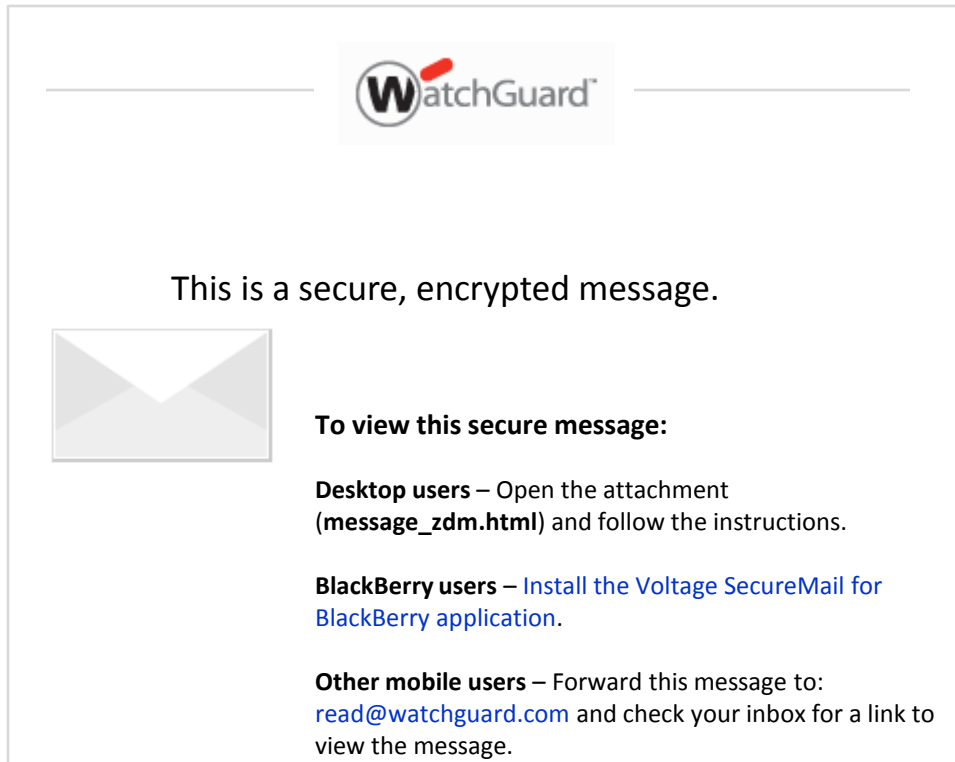 WatchGuard™
This is a secure, encrypted message.
To view this secure message:
Desktop users – Open the attachment
(message_zdm.html) and follow the instructions.
BlackBerry users – Install the Voltage SecureMail for
BlackBerry application.
Other mobile users – Forward this message to:
read@watchguard.com and check your inbox for a link to
view the message.